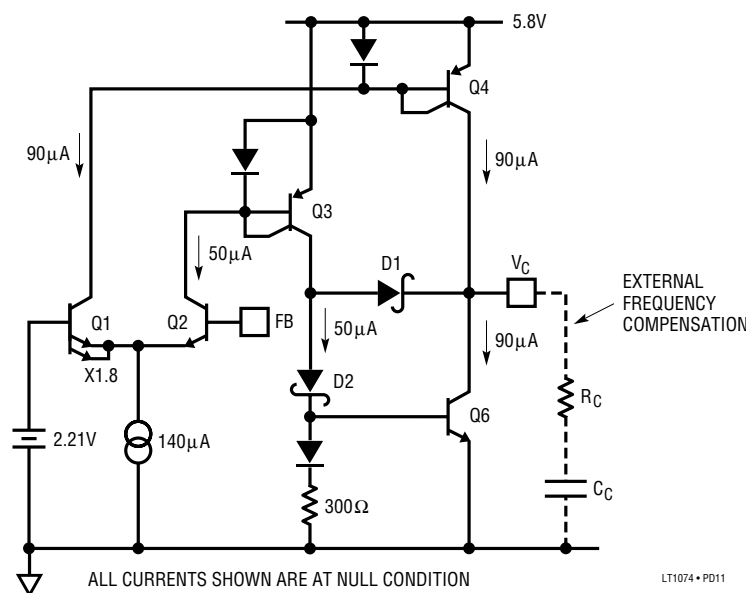 5.8V
Q4
90µA
90µA
Q3
50µA
D1
V_C
EXTERNAL
FREQUENCY
COMPENSATION
Q1
Q2
FB
50µA
90µA
X1.8
D2
R_C
Q6
2.21V
140µA
300Ω
C_C
ALL CURRENTS SHOWN ARE AT NULL CONDITION
LT1074 • PD11